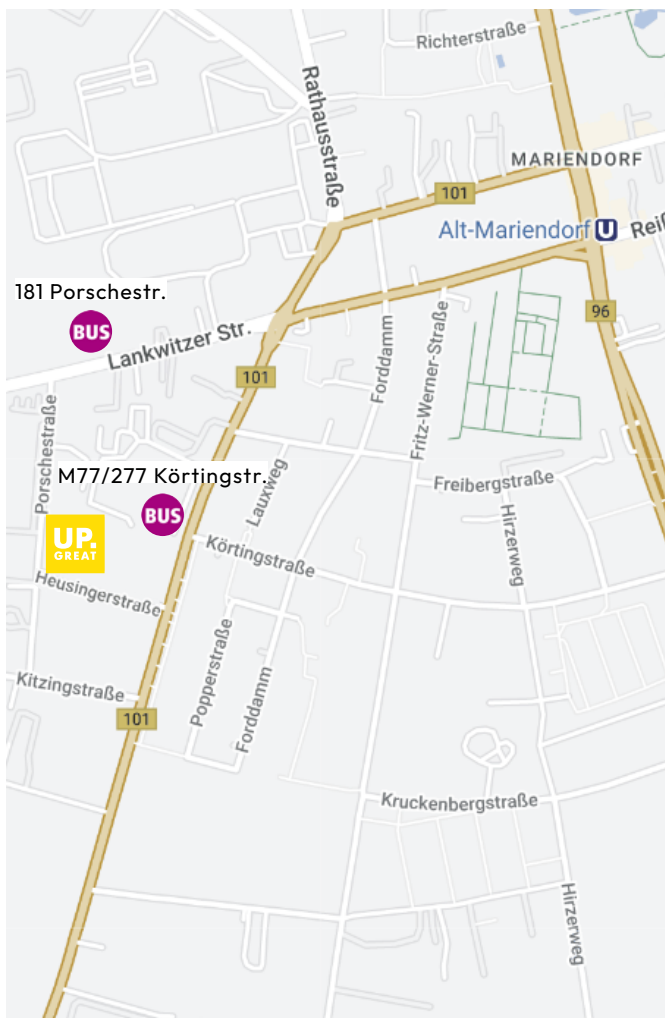 Richterstraße
Rathausstraße
MARIENDORF
101
Alt-Mariendorf U
Reiß
181 Porschestr.
BUS
96
Lankwitzer Str.
101
Forddamm
Fritz-Werner-Straße
Porschestraße
M77/277 Körtingstr.
Lauxweg
Freibergstraße
BUS
UP.
GREAT
Hirzerweg
Körtingstraße
Heusingerstraße
Popperstraße
Kitzingstraße
Forddamm
101
Kruckenbergstraße
Hirzerweg